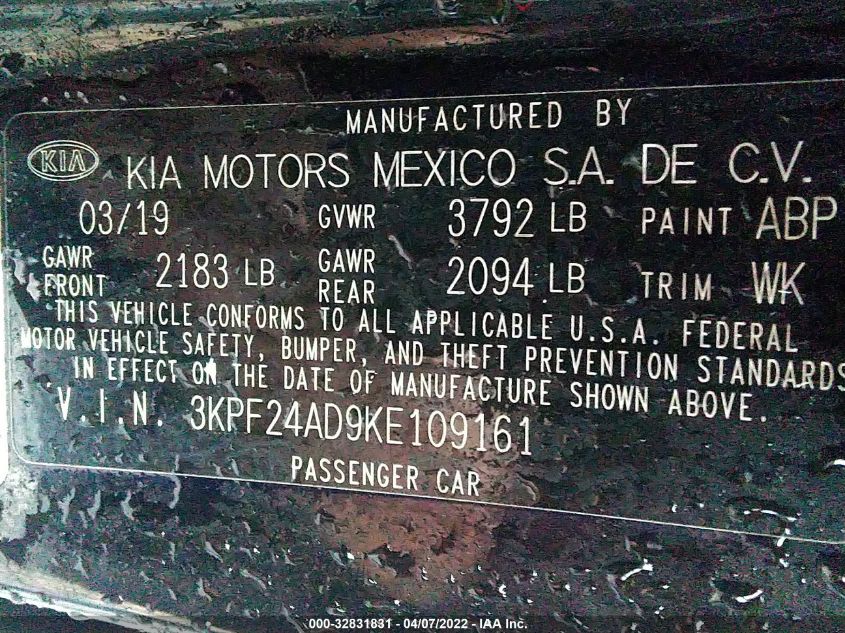 MANUFACTURED BY
KIA KIA MOTORS MEXICO S.A. DE C.V.
03/19 GVWR 3792 LB PAINT ABP
GAWR FRONT 2183 LB GAWR REAR 2094 LB TRIM WK
THIS VEHICLE CONFORMS TO ALL APPLICABLE U.S.A. FEDERAL
MOTOR VEHICLE SAFETY, BUMPER, AND THEFT PREVENTION STANDARDS
IN EFFECT ON THE DATE OF MANUFACTURE SHOWN ABOVE.
V.I.N. 3KPF24AD9KE109161
PASSENGER CAR
000-32831831 - 04/07/2022 - IAA Inc.